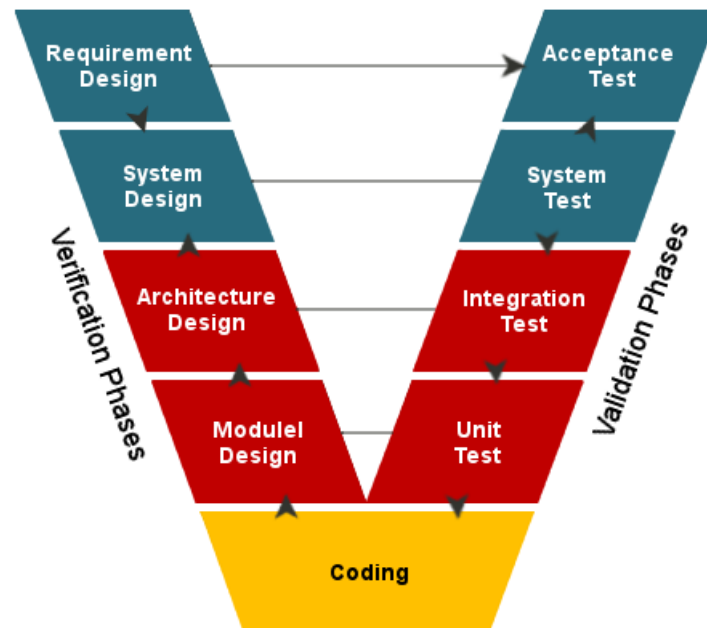 Requirement
Design
Acceptance
Test
System
Design
System
Test
Verification Phases
Architecture
Design
Integration
Test
Validation Phases
Modulel
Design
Unit
Test
Coding